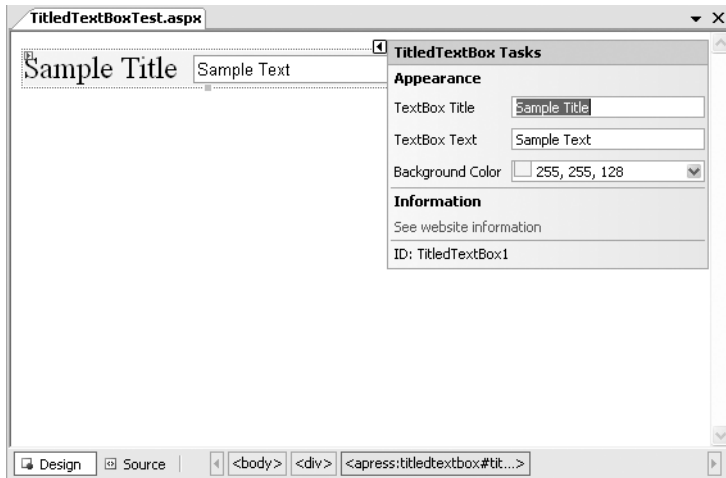 TitledTextBoxTest.aspx
Sample Title Sample Text
TitledTextBox Tasks
Appearance
TextBox Title Sample Title
TextBox Text Sample Text
Background Color 255, 255, 128
Information
See website information
ID: TitledTextBox1
Design Source <body> <div> <apress:titledtextbox#tit...>